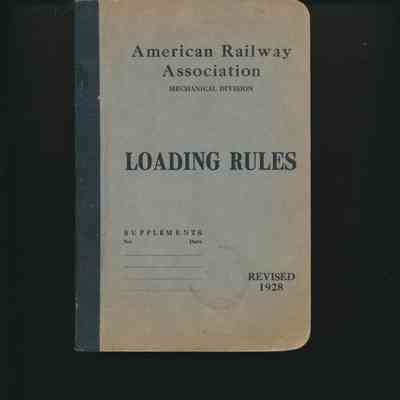 American Railway
Association
MECHANICAL DIVISION
LOADING RULES
SUPPLEMENTS
No. Date
REVISED
1928